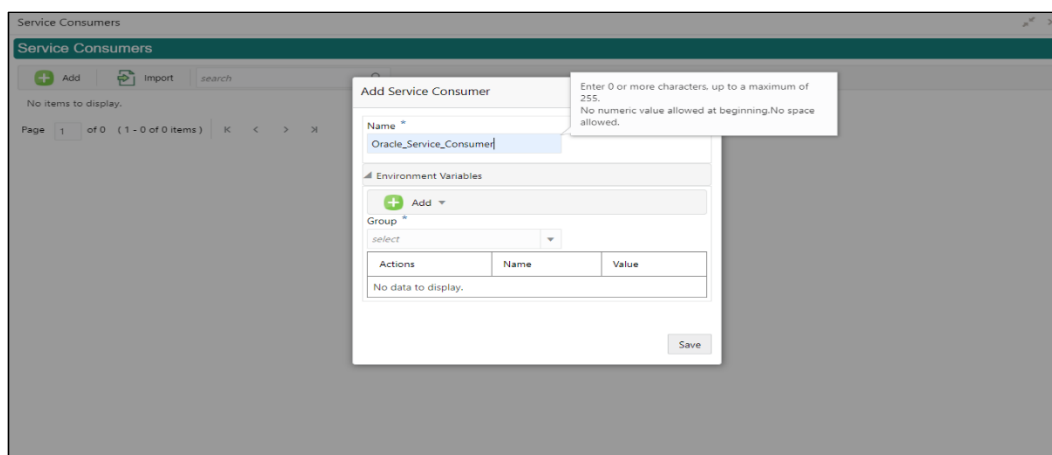 Service Consumers
Service Consumers
Add Import search
No items to display.
Page 1 of 0 (1 - 0 of 0 items)
Add Service Consumer
Enter 0 or more characters, up to a maximum of
255.
No numeric value allowed at beginning.No space
allowed.
Name *
Oracle_Service_Consumer
Environment Variables
Add
Group *
select
Actions Name Value
No data to display.
Save